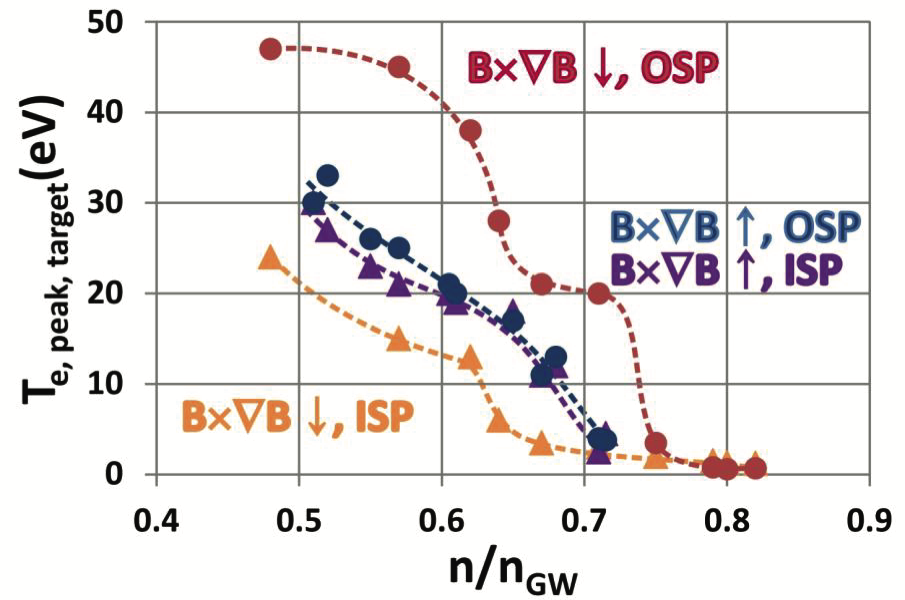 50
40
30
20
10
0
T e, peak, target (eV)
B×∇B ↓, OSP
B×∇B ↑, OSP
B×∇B ↑, ISP
B×∇B ↓, ISP
0.4 0.5 0.6 0.7 0.8 0.9
n/nGW